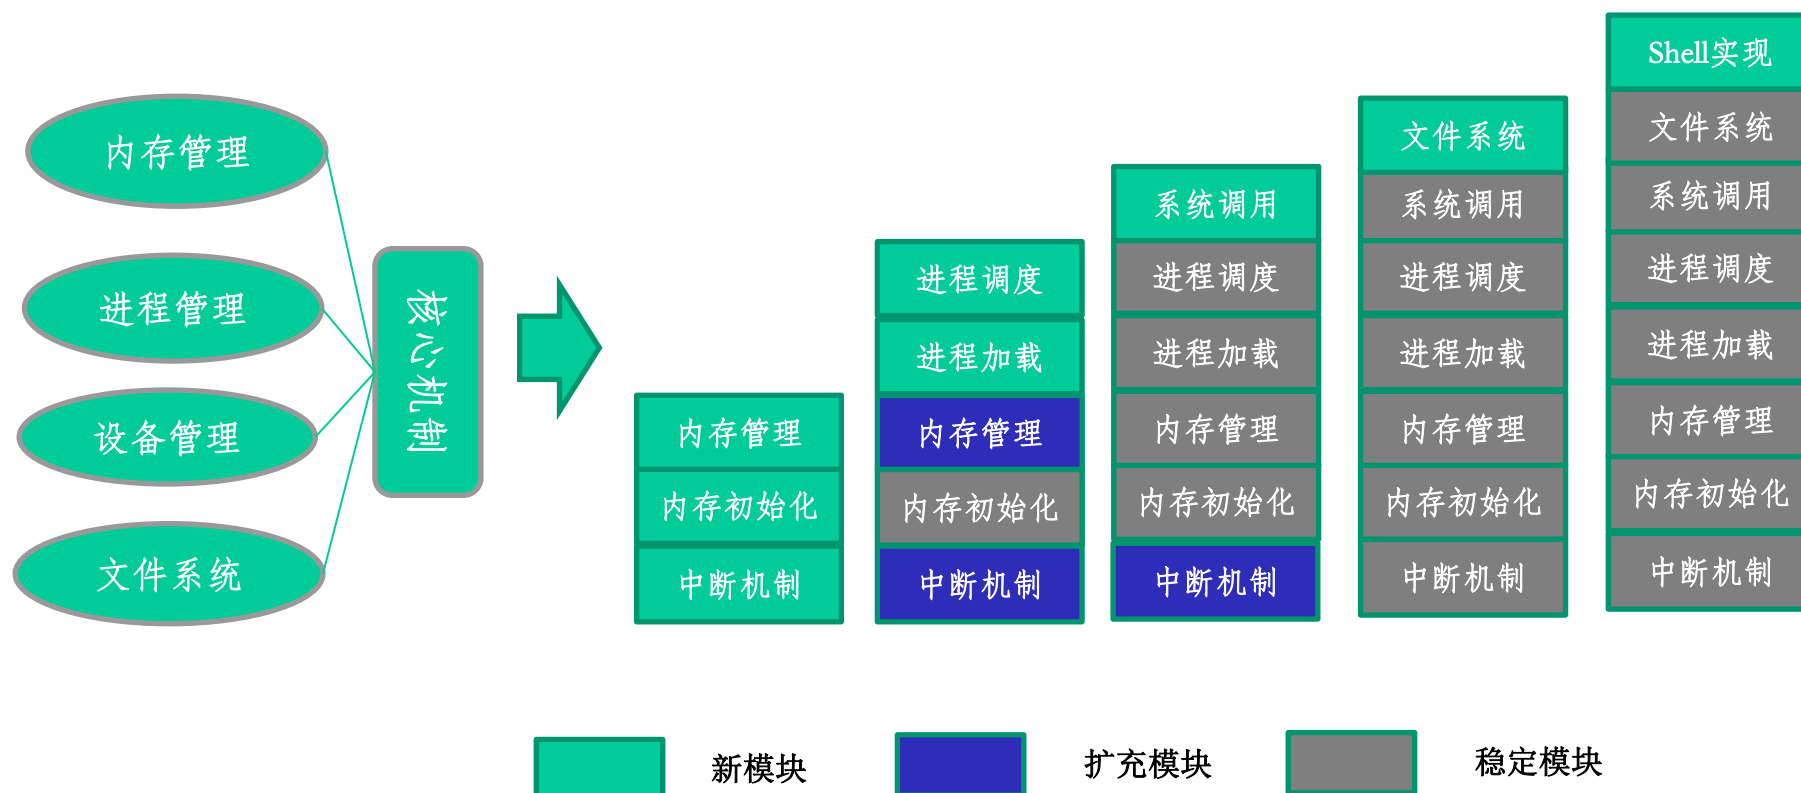 内存管理
进程管理
设备管理
文件系统
核心机制
内存管理
内存初始化
中断机制
进程调度
进程加载
内存管理
内存初始化
中断机制
系统调用
进程调度
进程加载
内存管理
内存初始化
中断机制
文件系统
系统调用
进程调度
进程加载
内存管理
内存初始化
中断机制
Shell实现
文件系统
系统调用
进程调度
进程加载
内存管理
内存初始化
中断机制
新模块
扩充模块
稳定模块